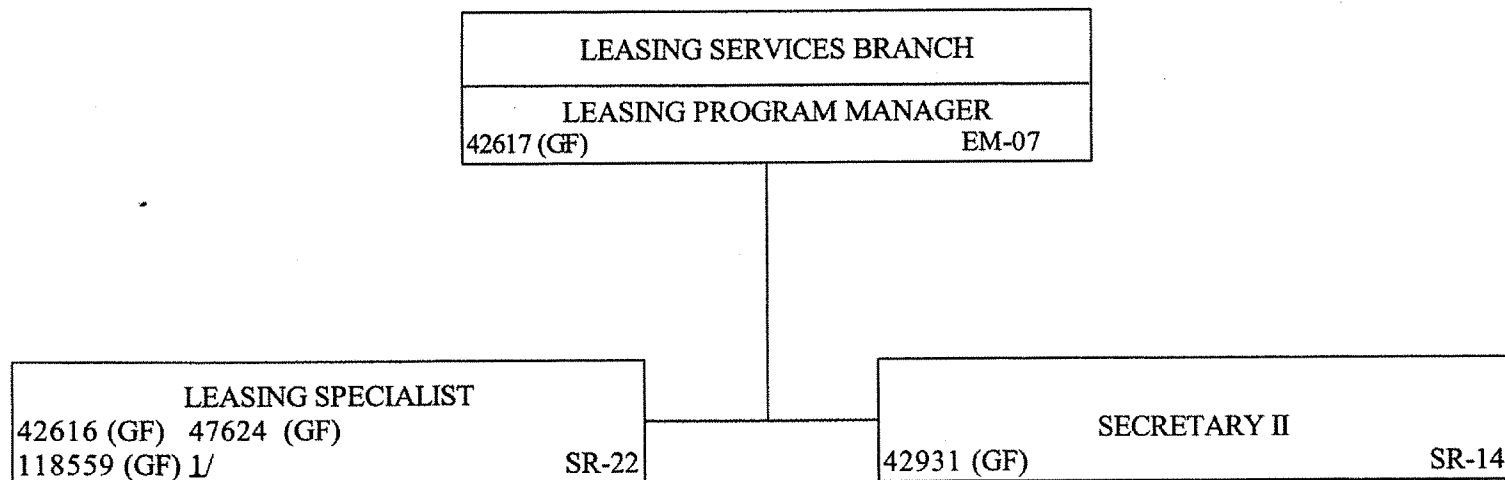 LEASING SERVICES BRANCH
LEASING PROGRAM MANAGER
42617 (GF) EM-07
LEASING SPECIALIST
42616 (GF) 47624 (GF)
118559 (GF) 1/ SR-22
SECRETARY II
42931 (GF) SR-14